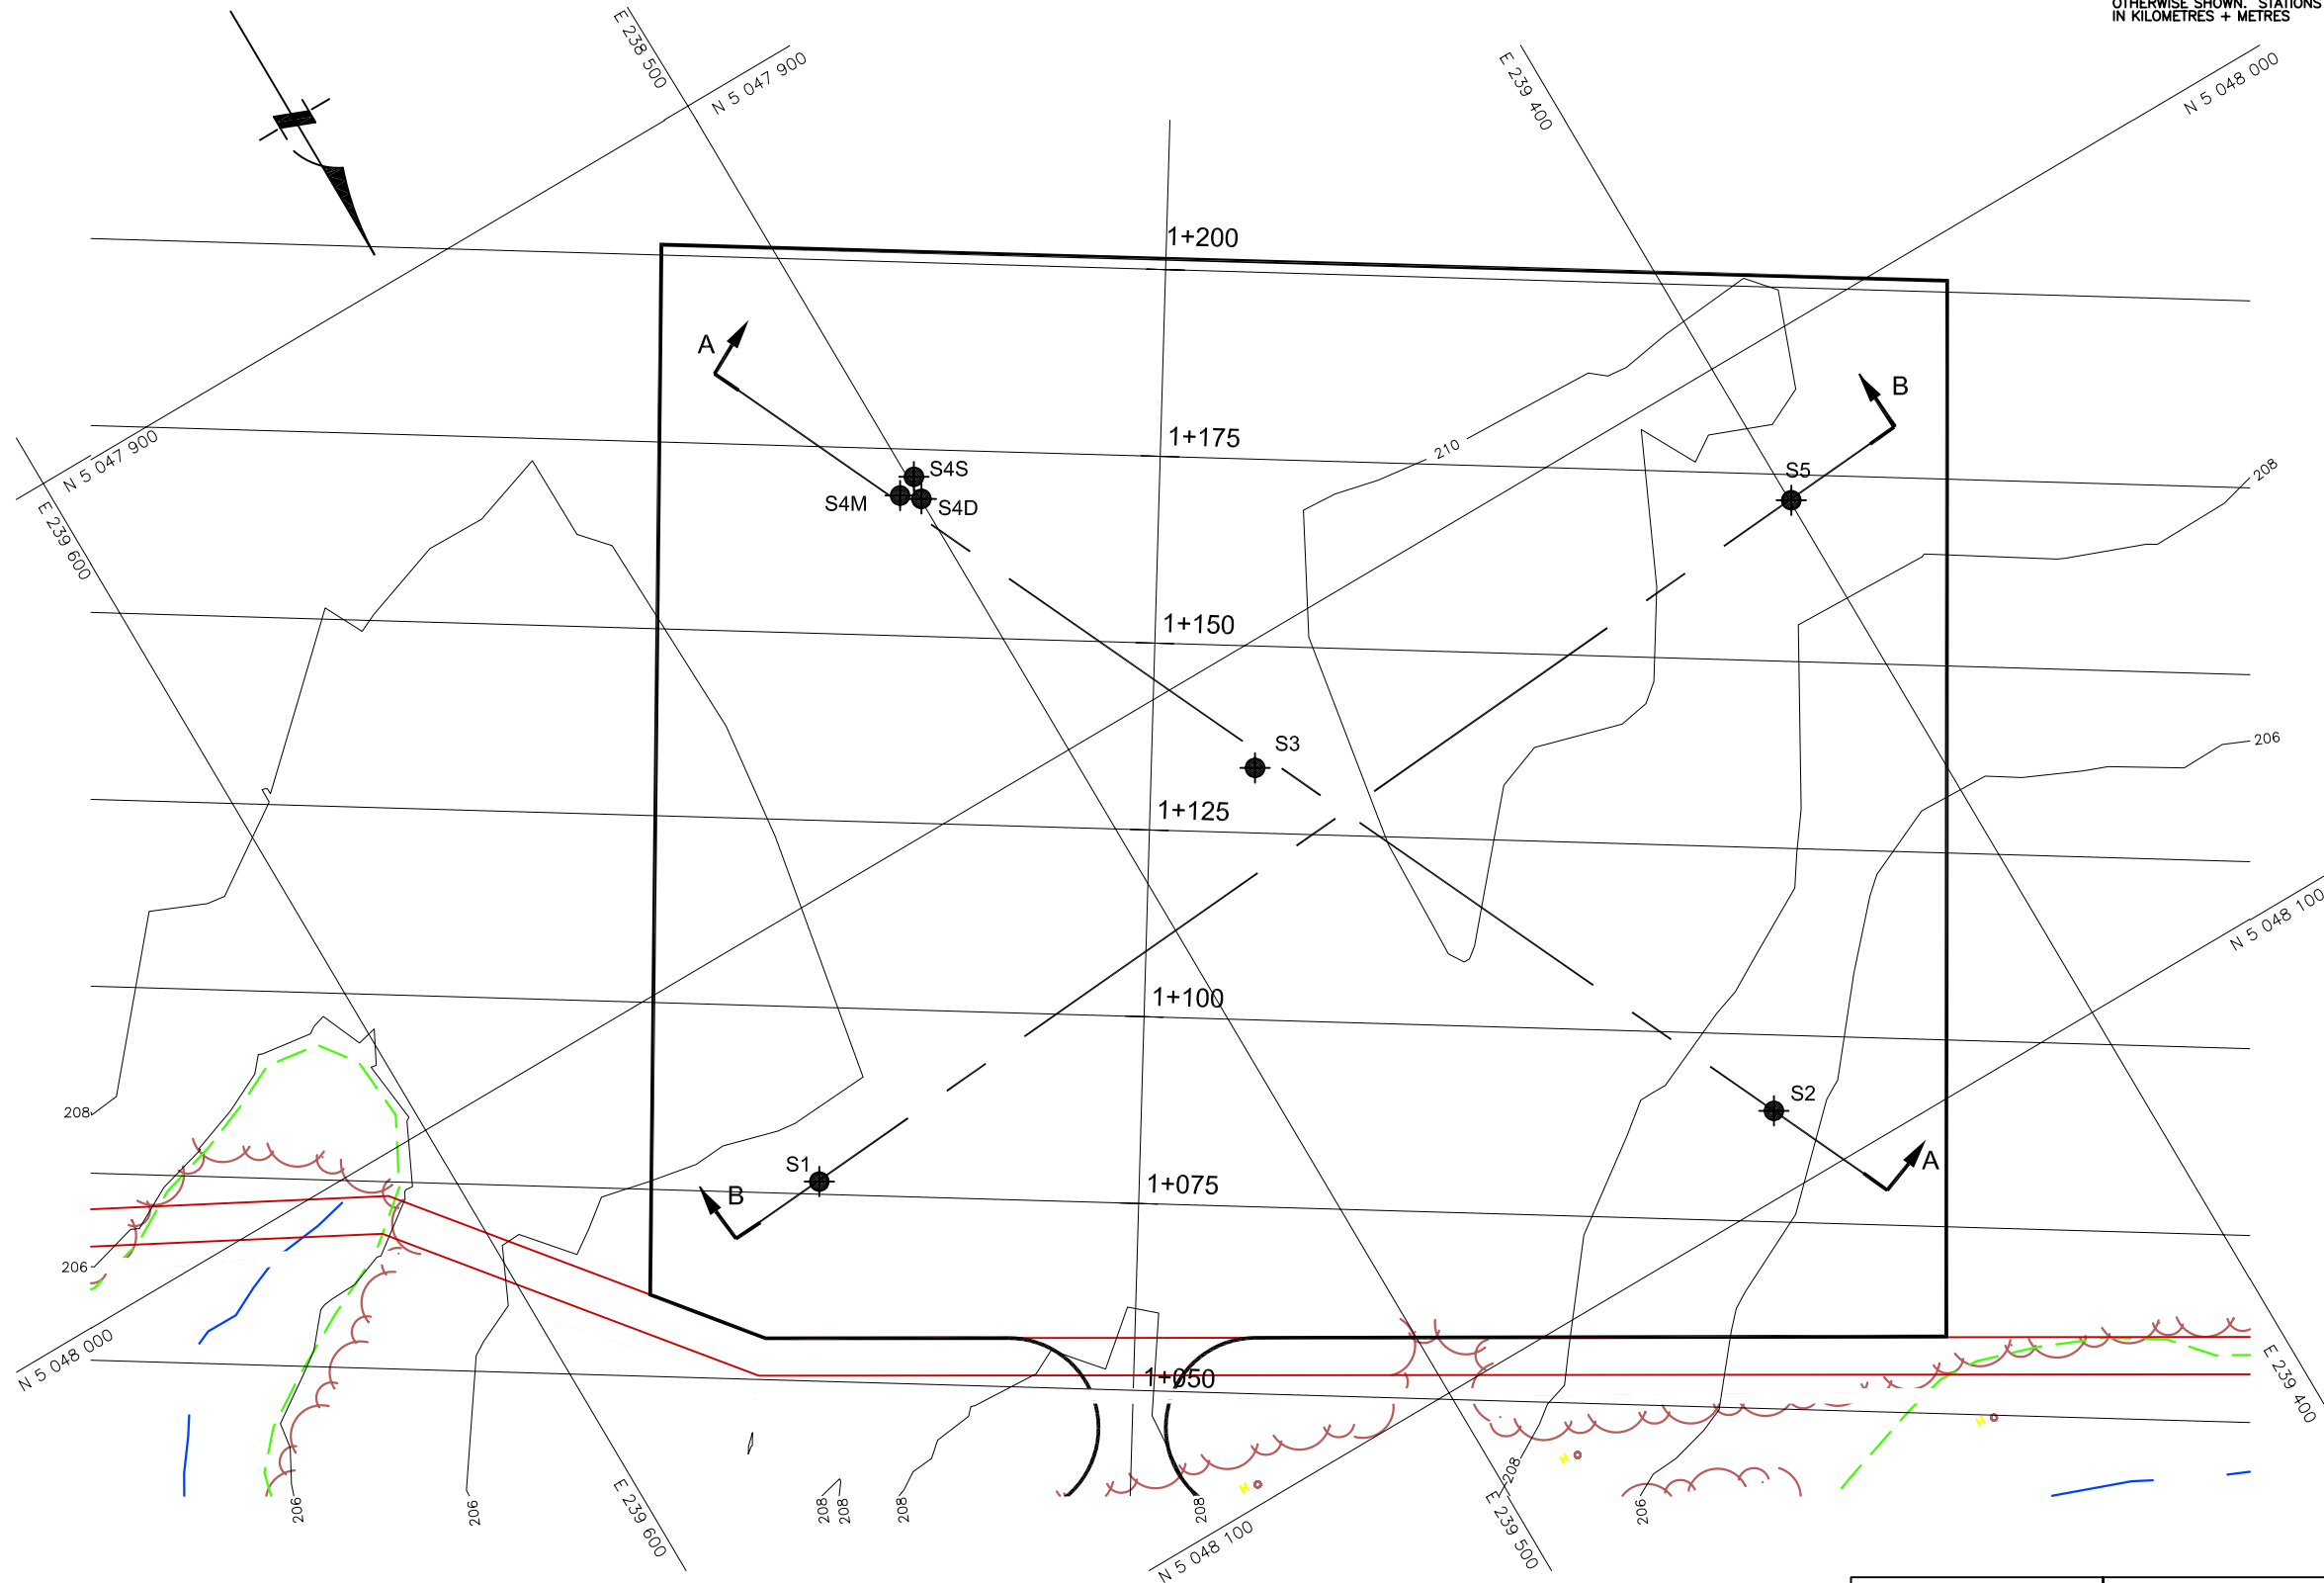 OTHERWISE SHOWN. STATIONS
IN KILOMETRES + METRES
E 238 500
N 5 047 900
E 239 400
N 5 048 000
1+200
A
B
1+175
N 5 047 900
210
S4S
S5
208
S4M
S4D
E 239 600
1+150
206
S3
1+125
N 5 048 100
1+100
208
S2
S1
A
1+075
B
206
N 5 048 000
1+050
E 239 400
H
H
H
208
206
206
208
208
208
208
206
E 239 600
E 239 500
N 5 048 100